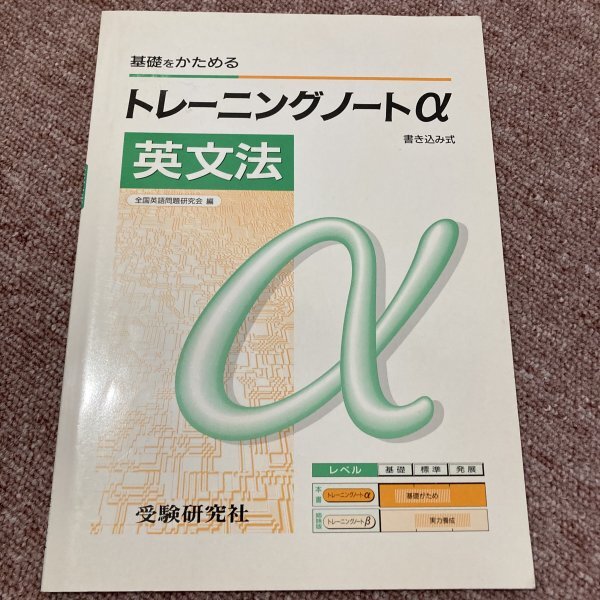 基礎をかためる
トレーニングノートα
書き込み式
英文法
全国英語問題研究会 編
α
レベル 基礎 標準 発展
本書 トレーニングノートα 基礎がため
姉妹版 トレーニングノートβ 実力養成
受験研究社